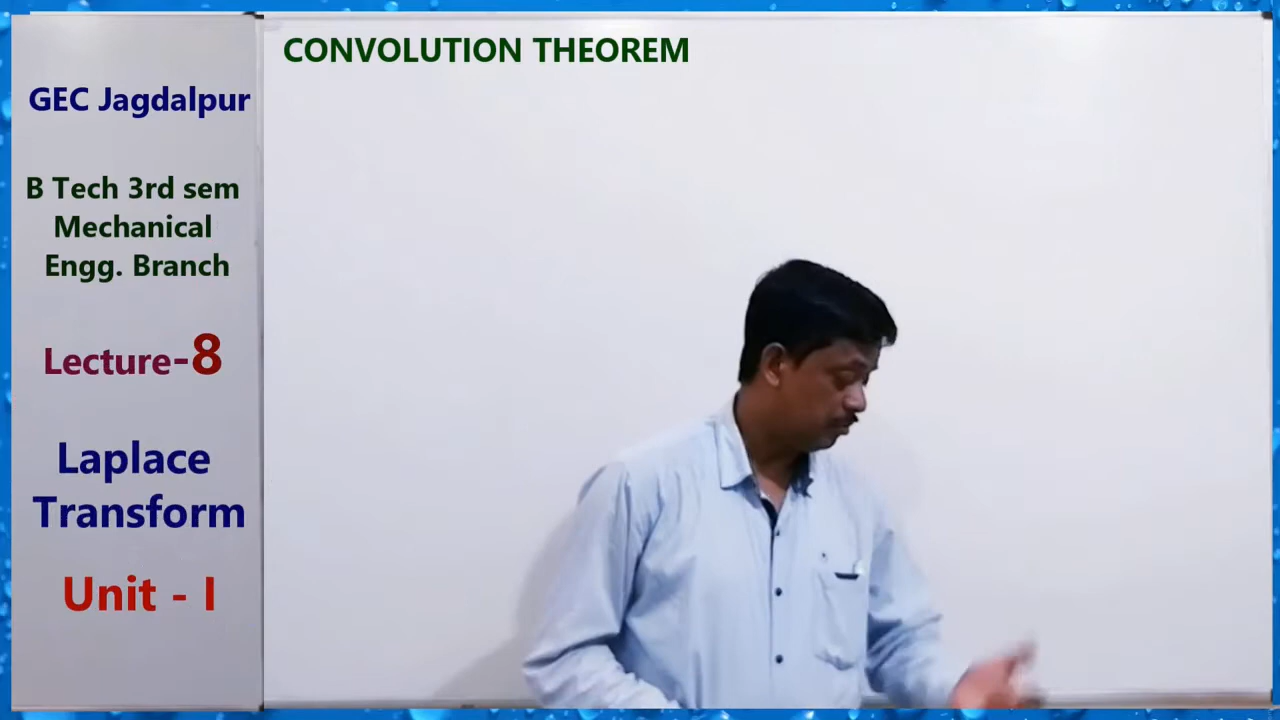 CONVOLUTION THEOREM
GEC Jagdalpur
B Tech 3rd sem
Mechanical
Engg. Branch
Lecture-8
Laplace
Transform
Unit - I